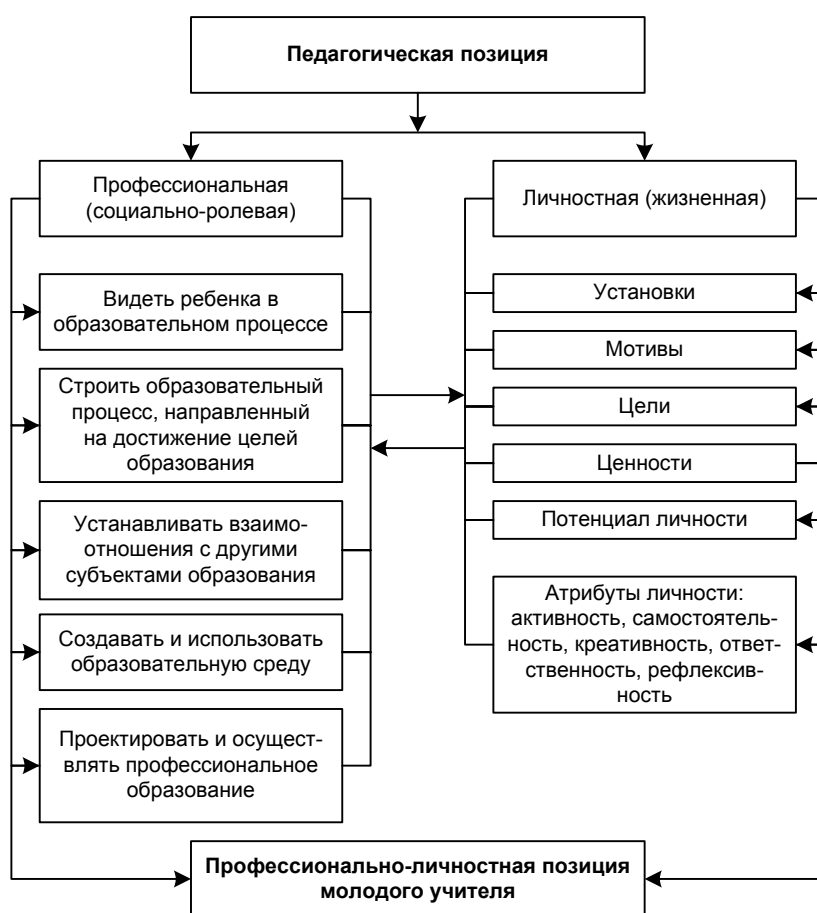 Педагогическая позиция
Профессиональная
(социально-ролевая)
Личностная (жизненная)
Видеть ребенка в
образовательном процессе
Строить образовательный
процесс, направленный
на достижение целей
образования
Устанавливать взаимо-
отношения с другими
субъектами образования
Создавать и использовать
образовательную среду
Проектировать и осущест-
влять профессиональное
образование
Установки
Мотивы
Цели
Ценности
Потенциал личности
Атрибуты личности:
активность, самостоятель-
ность, креативность, ответ-
ственность, рефлексив-
ность
Профессионально-личностная позиция
молодого учителя